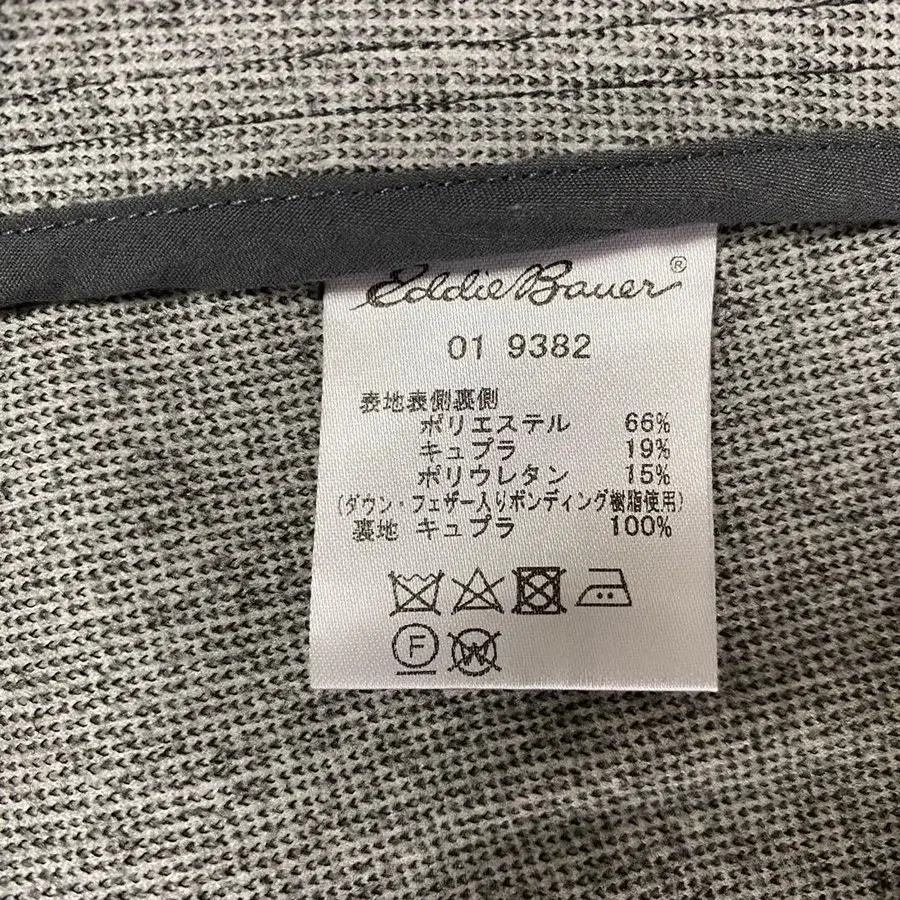 Eddie Bauer®
01 9382
表地表側裏側
ポリエステル 66%
キュプラ 19%
ポリウレタン 15%
(ダウン・フェザー入りボンディング樹脂使用)
裏地 キュプラ 100%
F
W